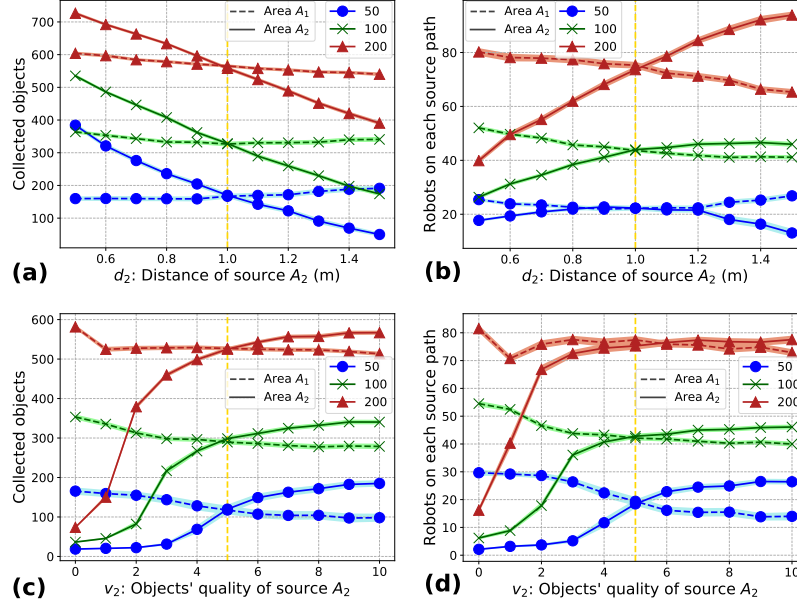 Area A1
Area A2
50
100
200
700
600
500
400
300
200
100
Collected objects
0.6 0.8 1.0 1.2 1.4
d2: Distance of source A2 (m)
(a)
Area A1
Area A2
50
100
200
80
60
40
20
Robots on each source path
0.6 0.8 1.0 1.2 1.4
d2: Distance of source A2 (m)
(b)
600
500
400
300
200
100
0
Collected objects
Area A1
Area A2
50
100
200
0 2 4 6 8 10
v2: Objects' quality of source A2
(c)
80
70
60
50
40
30
20
10
0
Robots on each source path
Area A1
Area A2
50
100
200
0 2 4 6 8 10
v2: Objects' quality of source A2
(d)